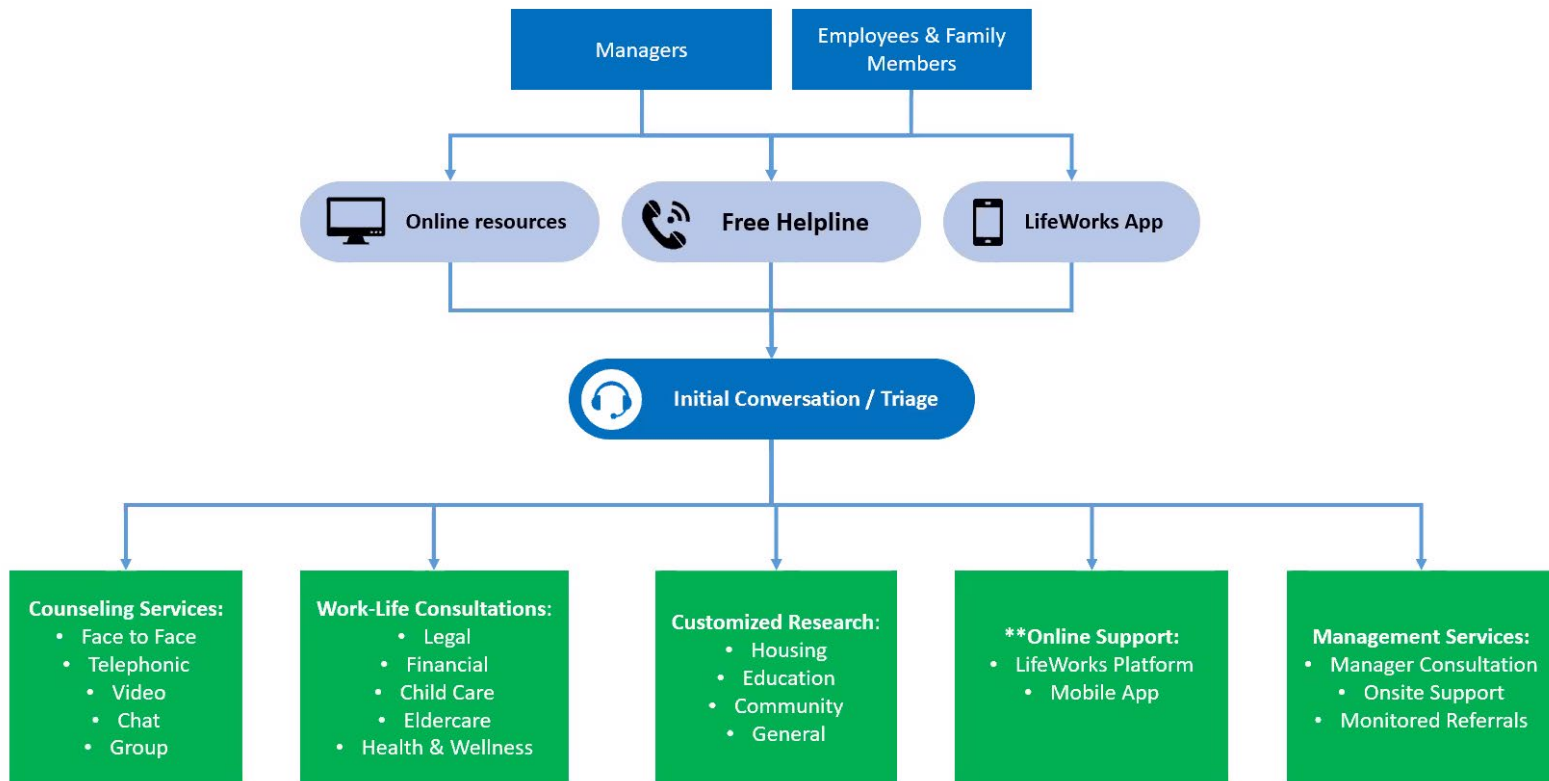 Managers
Employees & Family
Members
Online resources
Free Helpline
LifeWorks App
Initial Conversation / Triage
Counseling Services:
• Face to Face
• Telephonic
• Video
• Chat
• Group
Work-Life Consultations:
• Legal
• Financial
• Child Care
• Eldercare
• Health & Wellness
Customized Research:
• Housing
• Education
• Community
• General
**Online Support:
• LifeWorks Platform
• Mobile App
Management Services:
• Manager Consultation
• Onsite Support
• Monitored Referrals